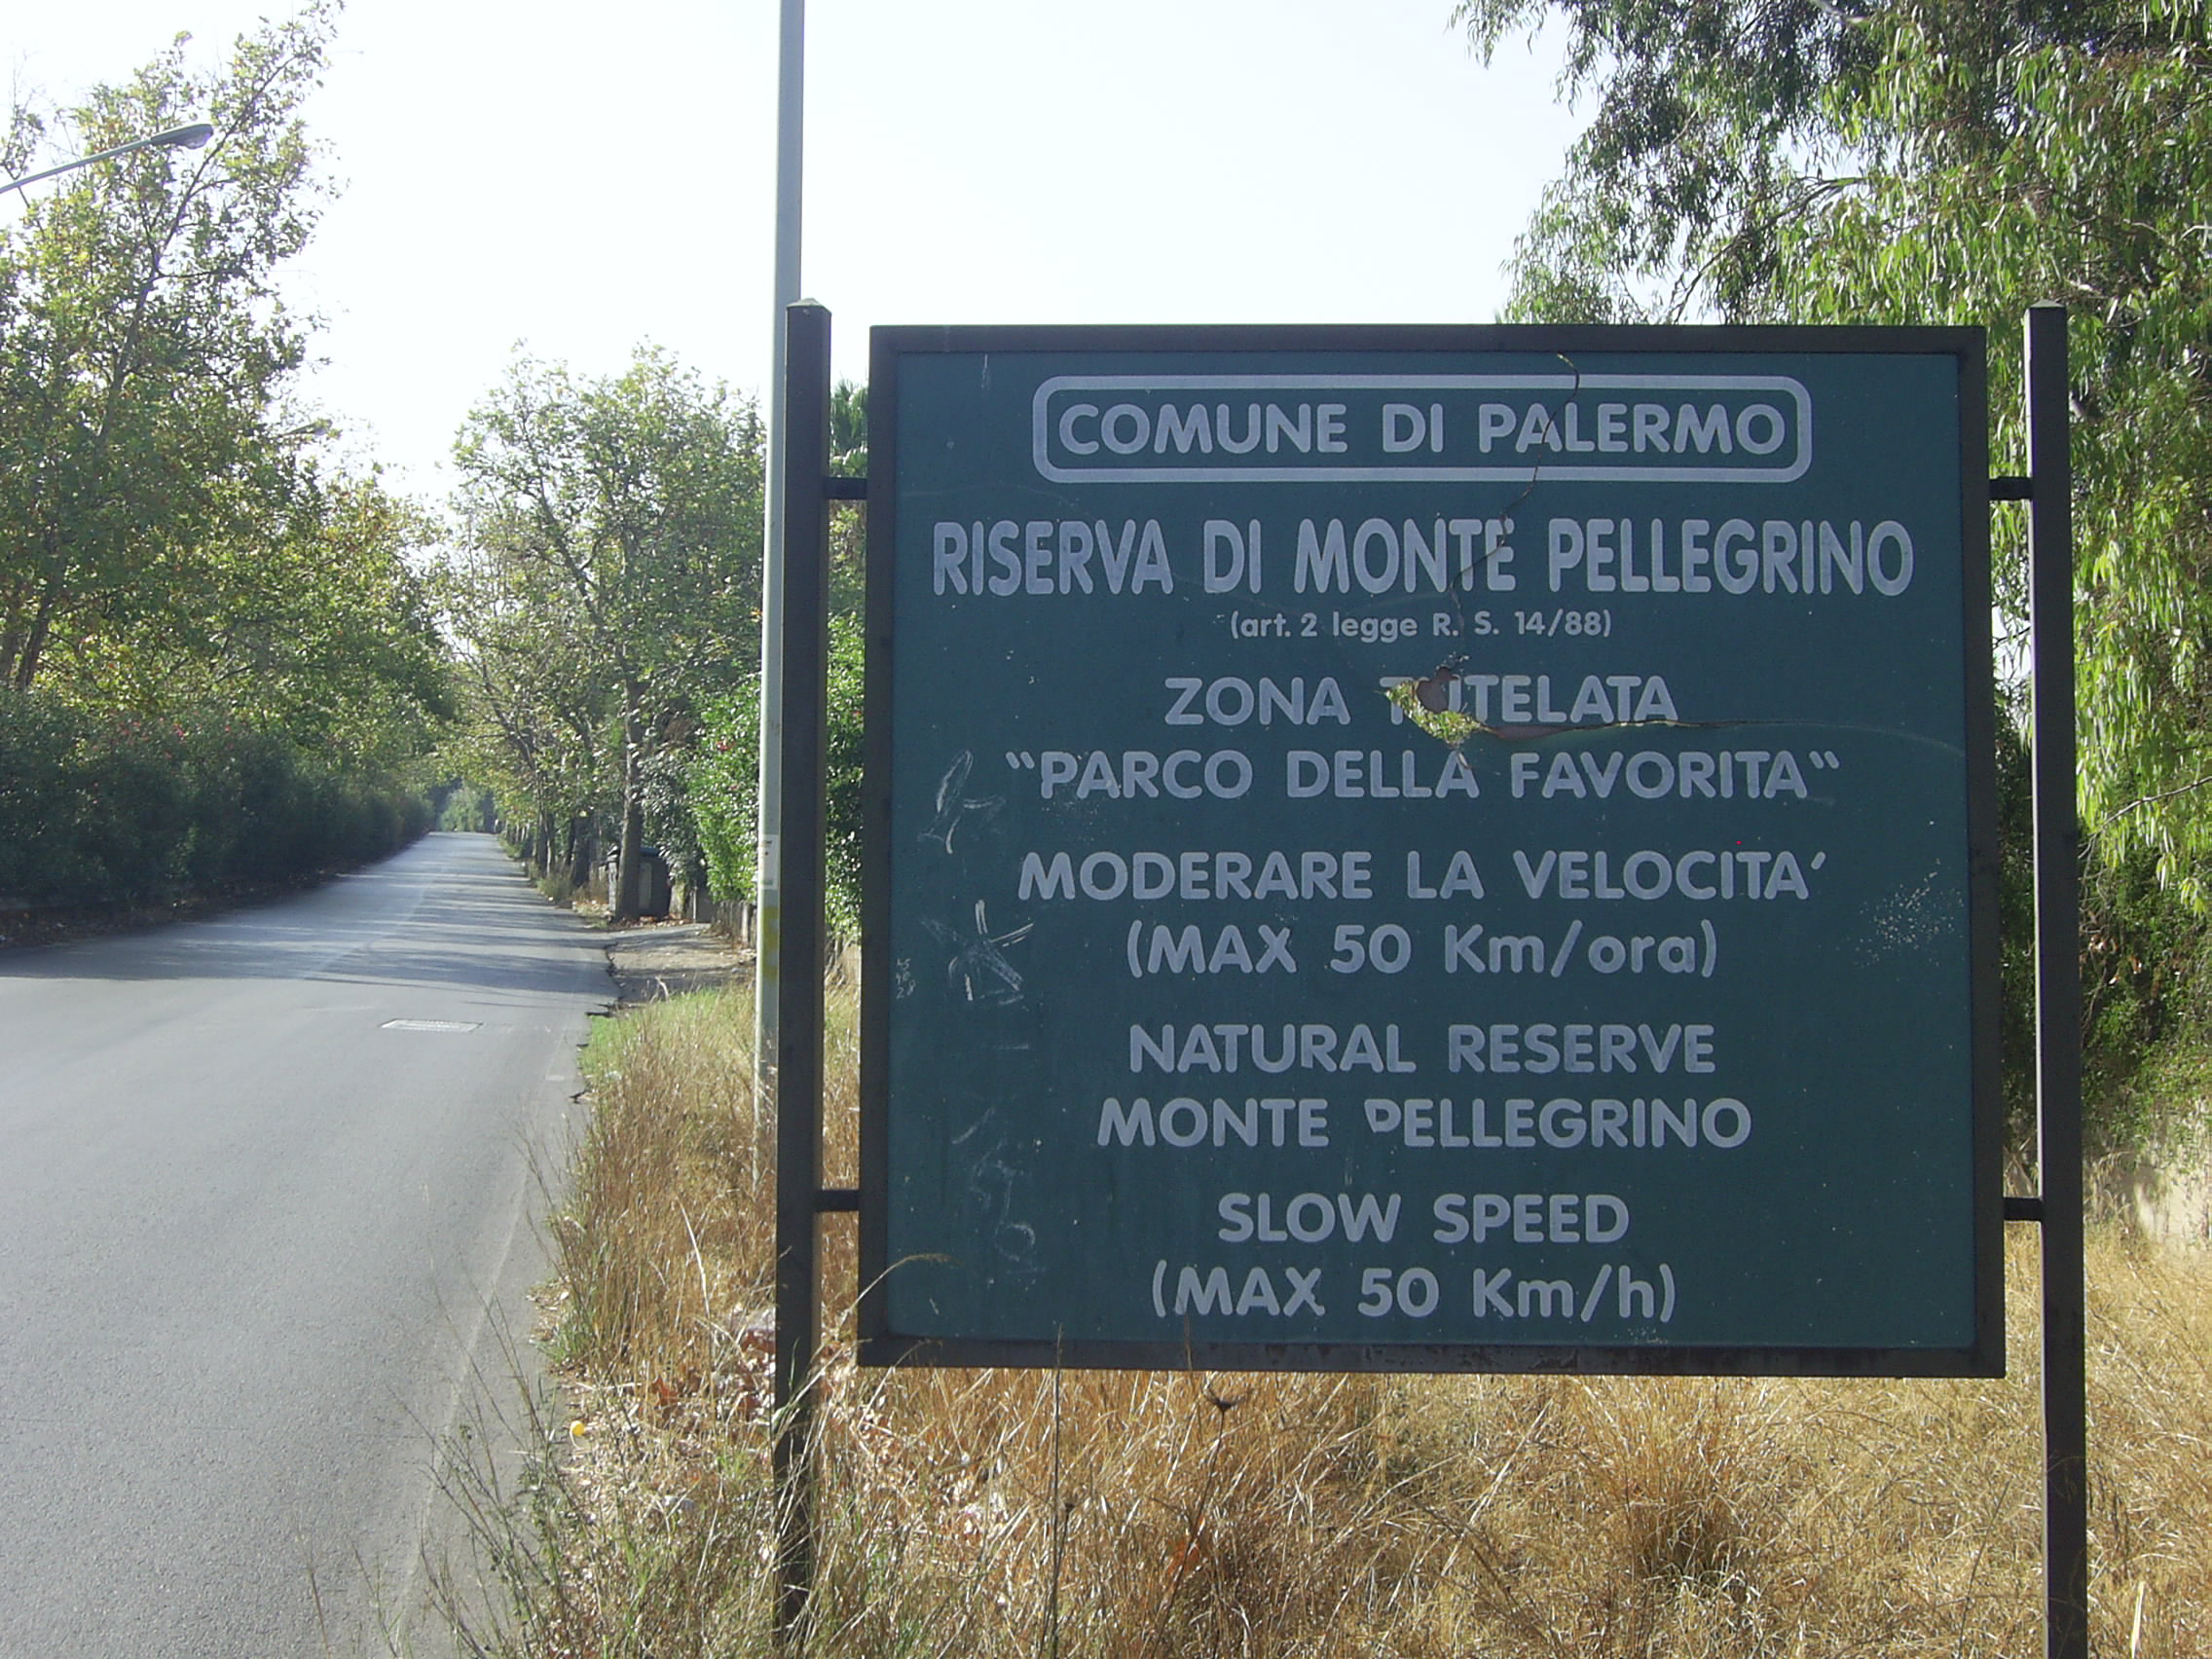 COMUNE DI PALERMO
RISERVA DI MONTE PELLEGRINO
(art. 2 legge R. S. 14/88)
ZONA TUTELATA
"PARCO DELLA FAVORITA"
MODERARE LA VELOCITA'
(MAX 50 Km/ora)
NATURAL RESERVE
MONTE PELLEGRINO
SLOW SPEED
(MAX 50 Km/h)